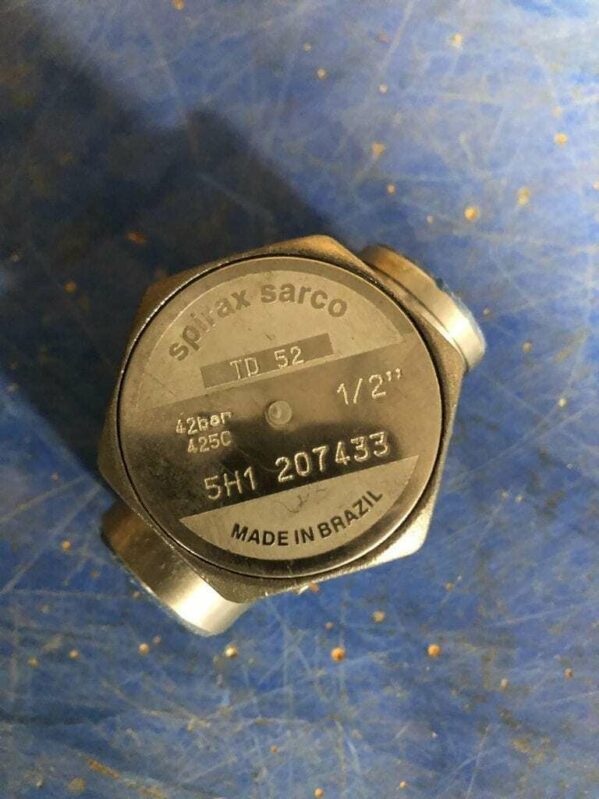 spirax sarco
TD 52
1/2"
42bar
425C
5H1 207433
MADE IN BRAZIL